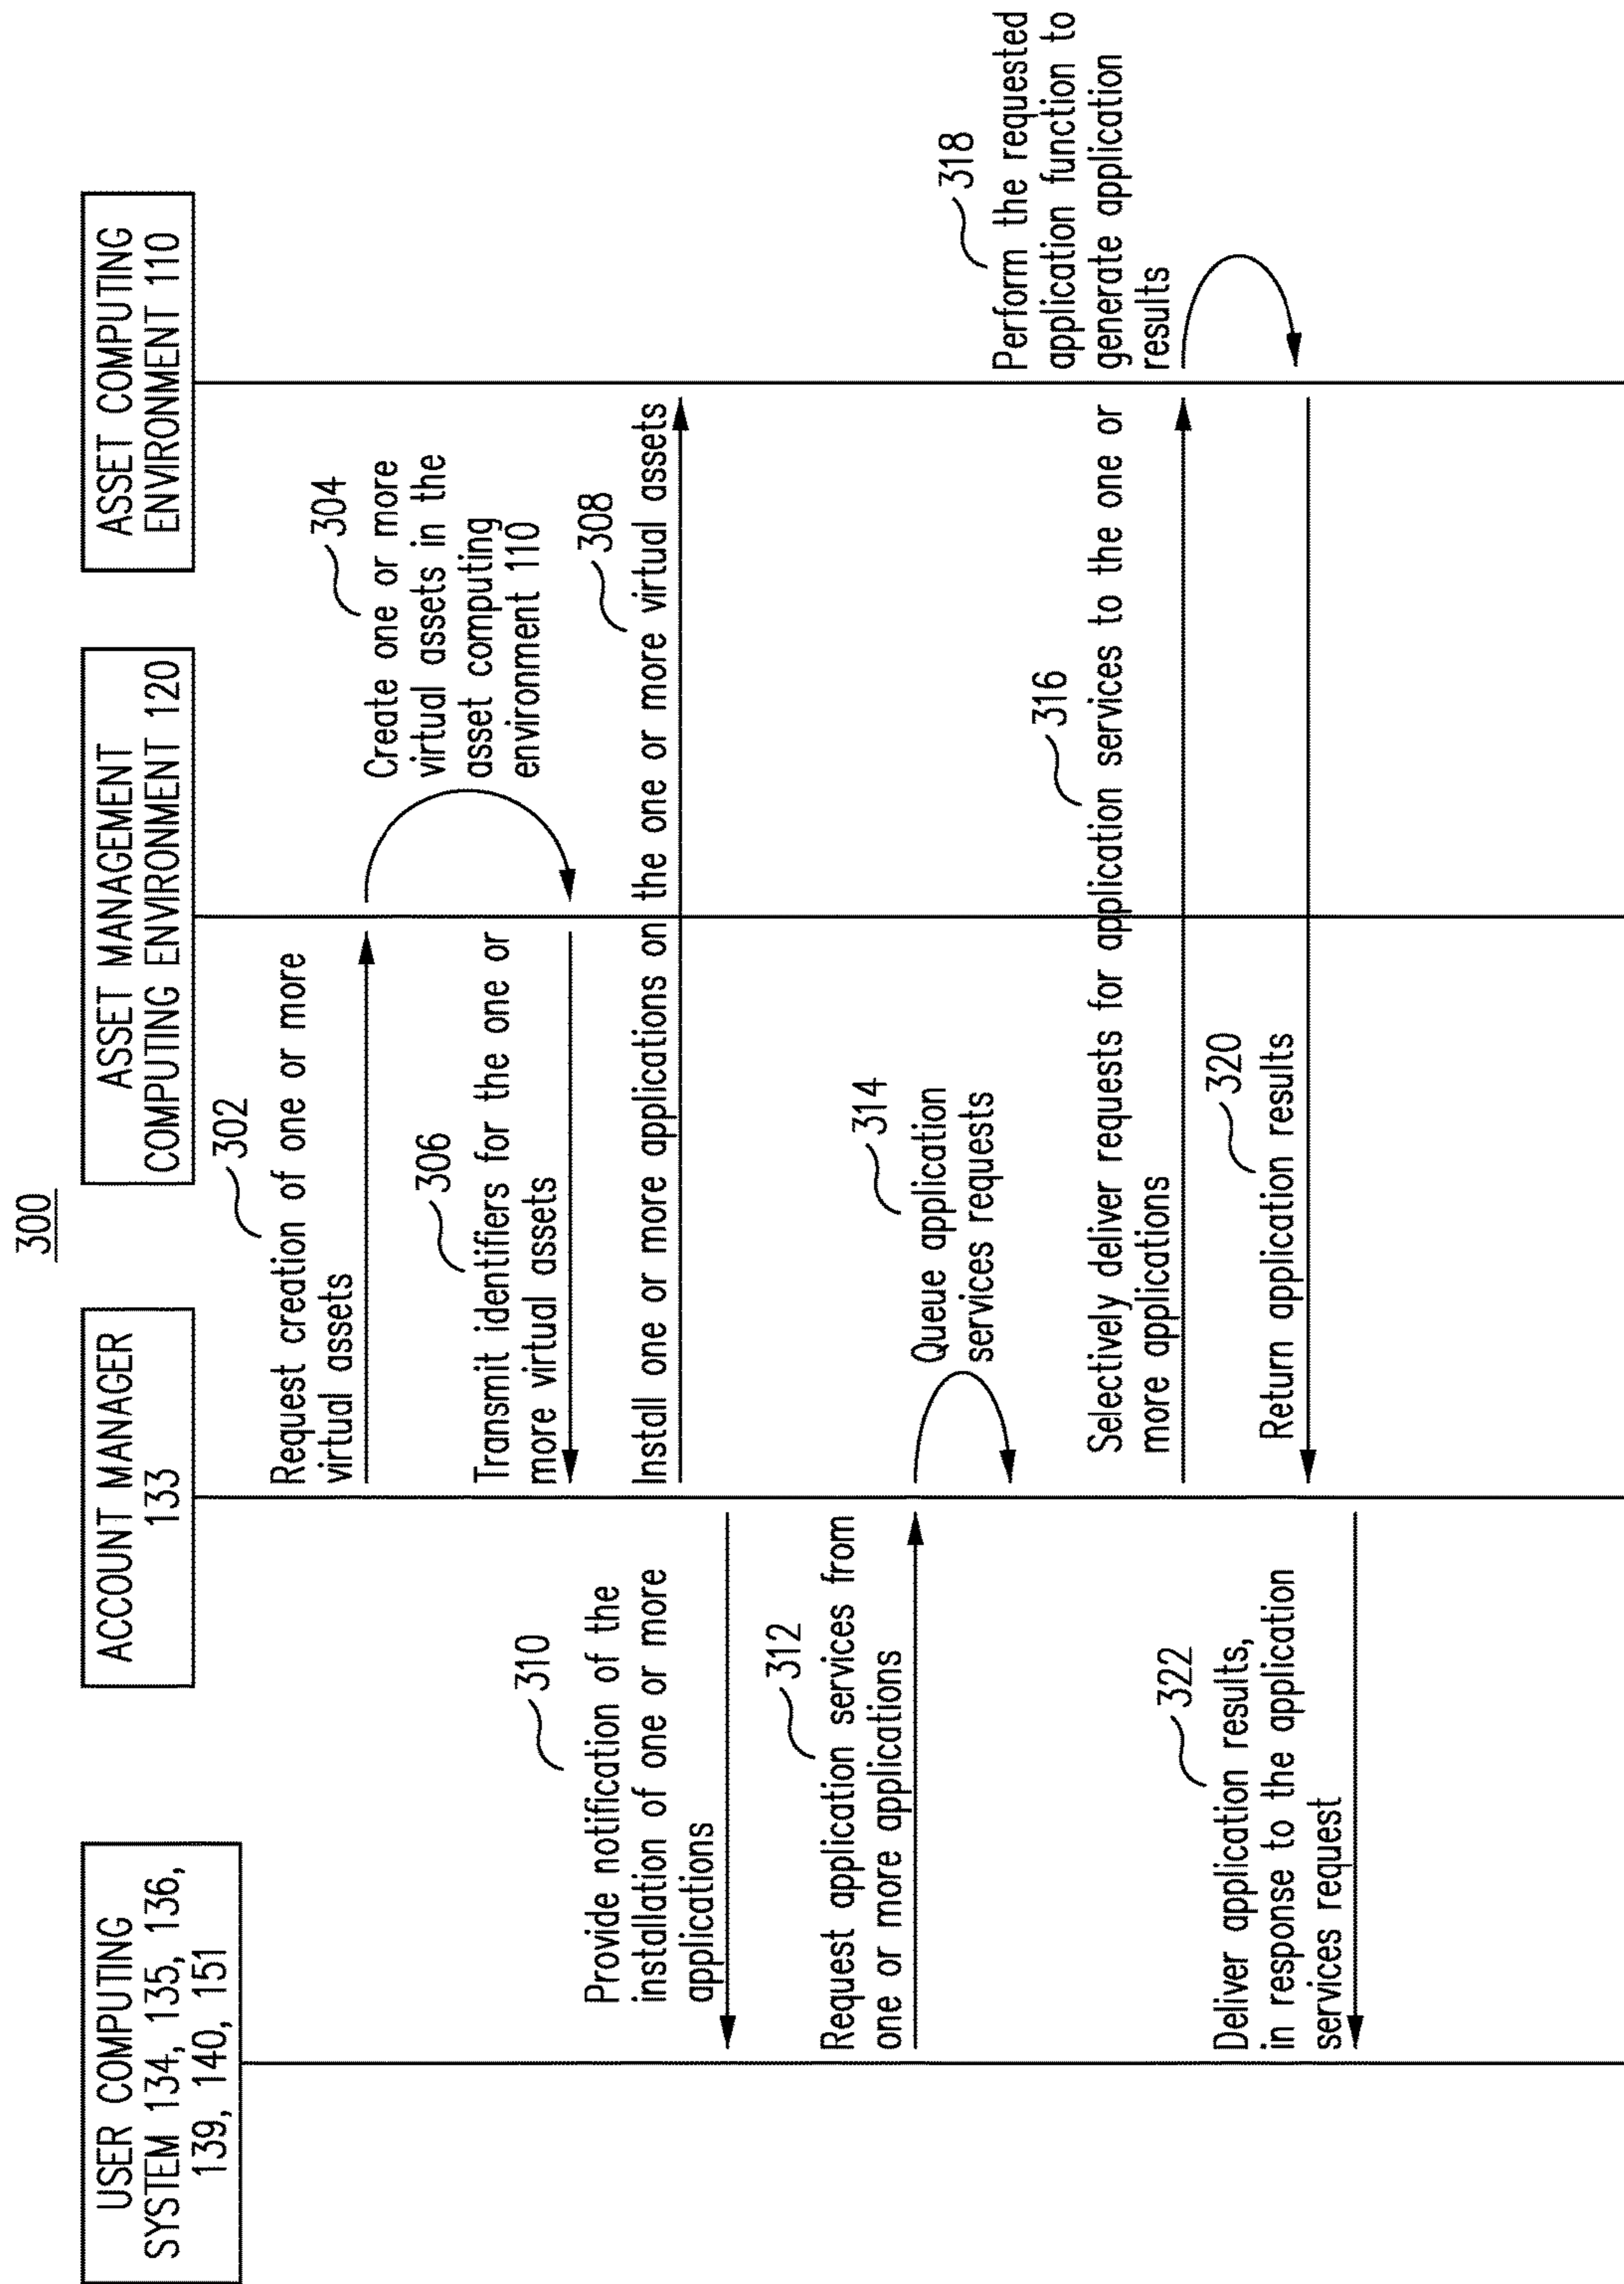 300
USER COMPUTING
SYSTEM 134, 135, 136,
139, 140, 151
ACCOUNT MANAGER
133
ASSET MANAGEMENT
COMPUTING ENVIRONMENT 120
ASSET COMPUTING
ENVIRONMENT 110
302
Request creation of one or more
virtual assets
304
Create one or more
virtual assets in the
asset computing
environment 110
306
Transmit identifiers for the one or
more virtual assets
308
Install one or more applications on the one or more virtual assets
310
Provide notification of the
installation of one or more
applications
312
Request application services from
one or more applications
314
Queue application
services requests
316
Selectively deliver requests for application services to the one or
more applications
318
Perform the requested
application function to
generate application
results
320
Return application results
322
Deliver application results,
in response to the application
services request